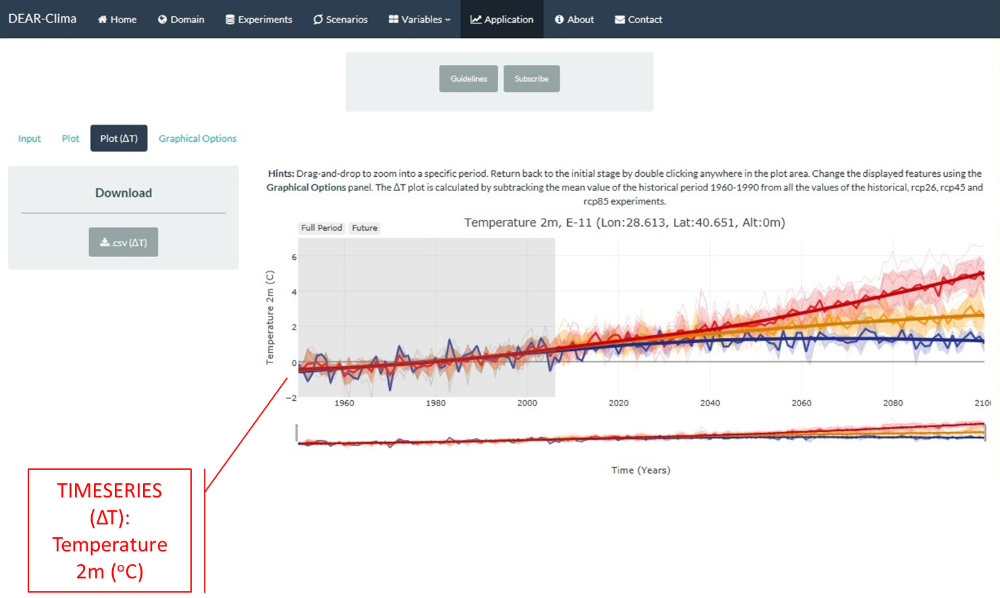 DEAR-Clima Home Domain Experiments Scenarios Variables Application About Contact
Guidelines Subscribe
Input Plot Plot (ΔT) Graphical Options
Download
.csv (ΔT)
Hints: Drag-and-drop to zoom into a specific period. Return back to the initial stage by double clicking anywhere in the plot area. Change the displayed features using the
Graphical Options panel. The ΔT plot is calculated by subtracting the mean value of the historical period 1960-1990 from all the values of the historical, rcp26, rcp45 and
rcp85 experiments.
Temperature 2m, E-11 (Lon:28.613, Lat:40.651, Alt:0m)
Full Period Future
Temperature 2m (C)
6
4
2
0
−2
1960 1980 2000 2020 2040 2060 2080 210
Time (Years)
TIMESERIES
(ΔT):
Temperature
2m (°C)